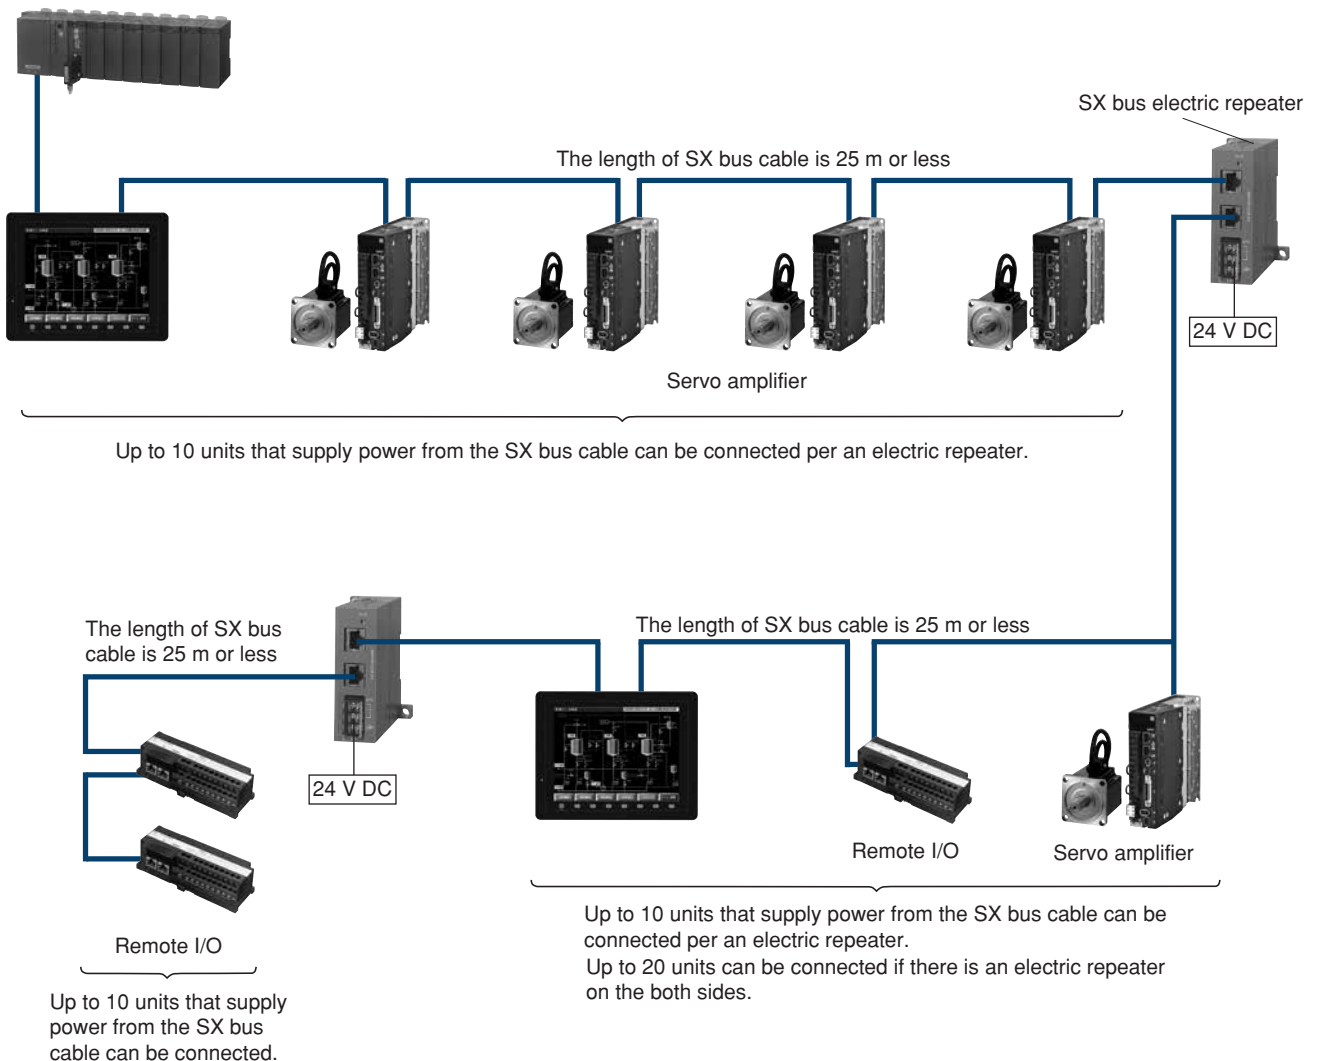 SX bus electric repeater
The length of SX bus cable is 25 m or less
24 V DC
Servo amplifier
Up to 10 units that supply power from the SX bus cable can be connected per an electric repeater.
The length of SX bus
cable is 25 m or less
The length of SX bus cable is 25 m or less
24 V DC
Remote I/O
Servo amplifier
Up to 10 units that supply power from the SX bus cable can be
connected per an electric repeater.
Up to 20 units can be connected if there is an electric repeater
on the both sides.
Remote I/O
Up to 10 units that supply
power from the SX bus
cable can be connected.